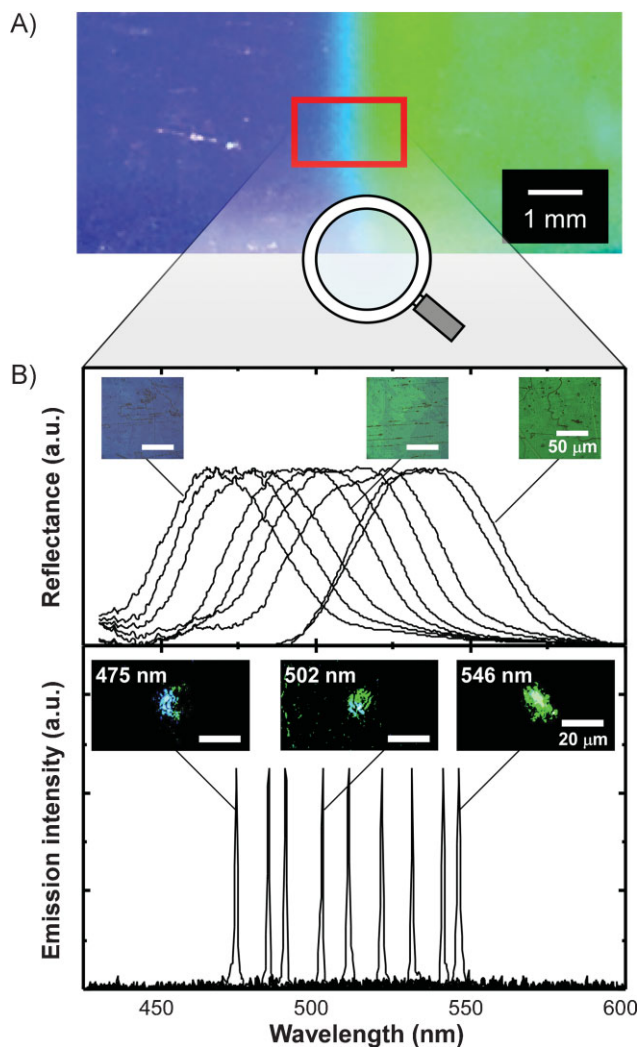 A)
1 mm
B)
Reflectance (a.u.)
50 μm
Emission intensity (a.u.)
475 nm
502 nm
546 nm
20 μm
450
500
550
600
Wavelength (nm)